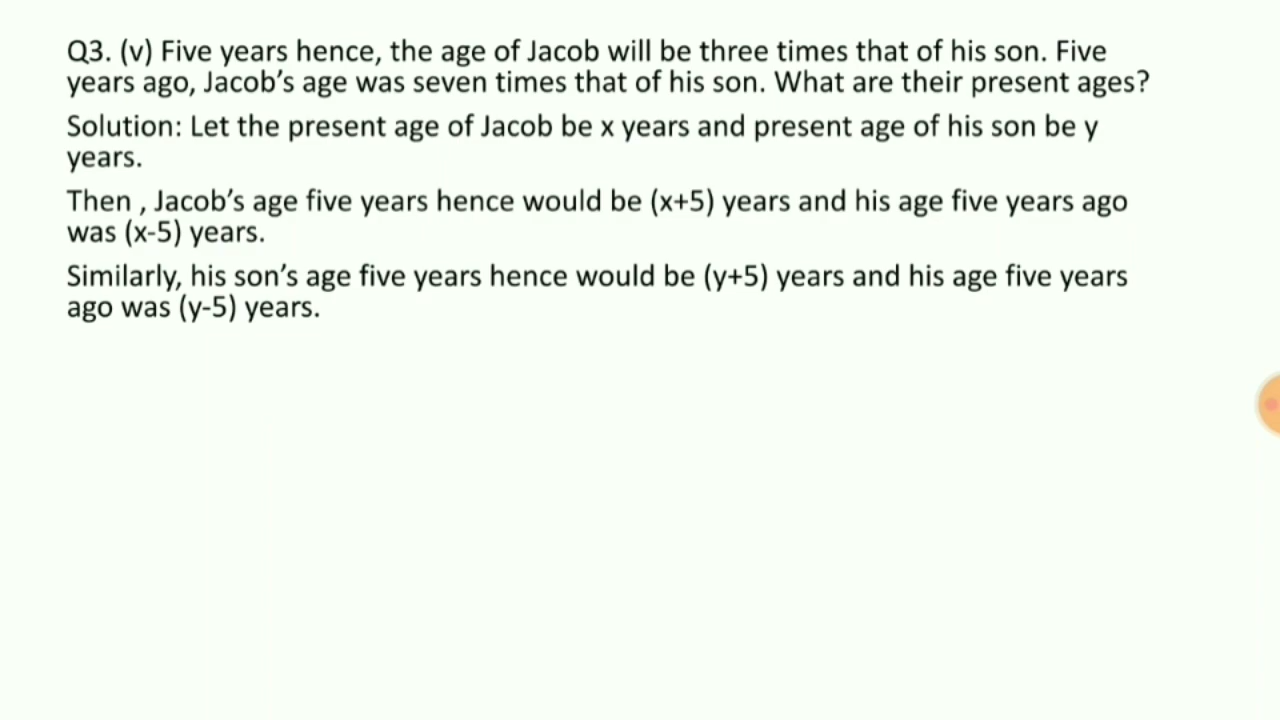 Q3. (v) Five years hence, the age of Jacob will be three times that of his son. Five
years ago, Jacob’s age was seven times that of his son. What are their present ages?
Solution: Let the present age of Jacob be x years and present age of his son be y
years.
Then , Jacob’s age five years hence would be (x+5) years and his age five years ago
was (x-5) years.
Similarly, his son’s age five years hence would be (y+5) years and his age five years
ago was (y-5) years.